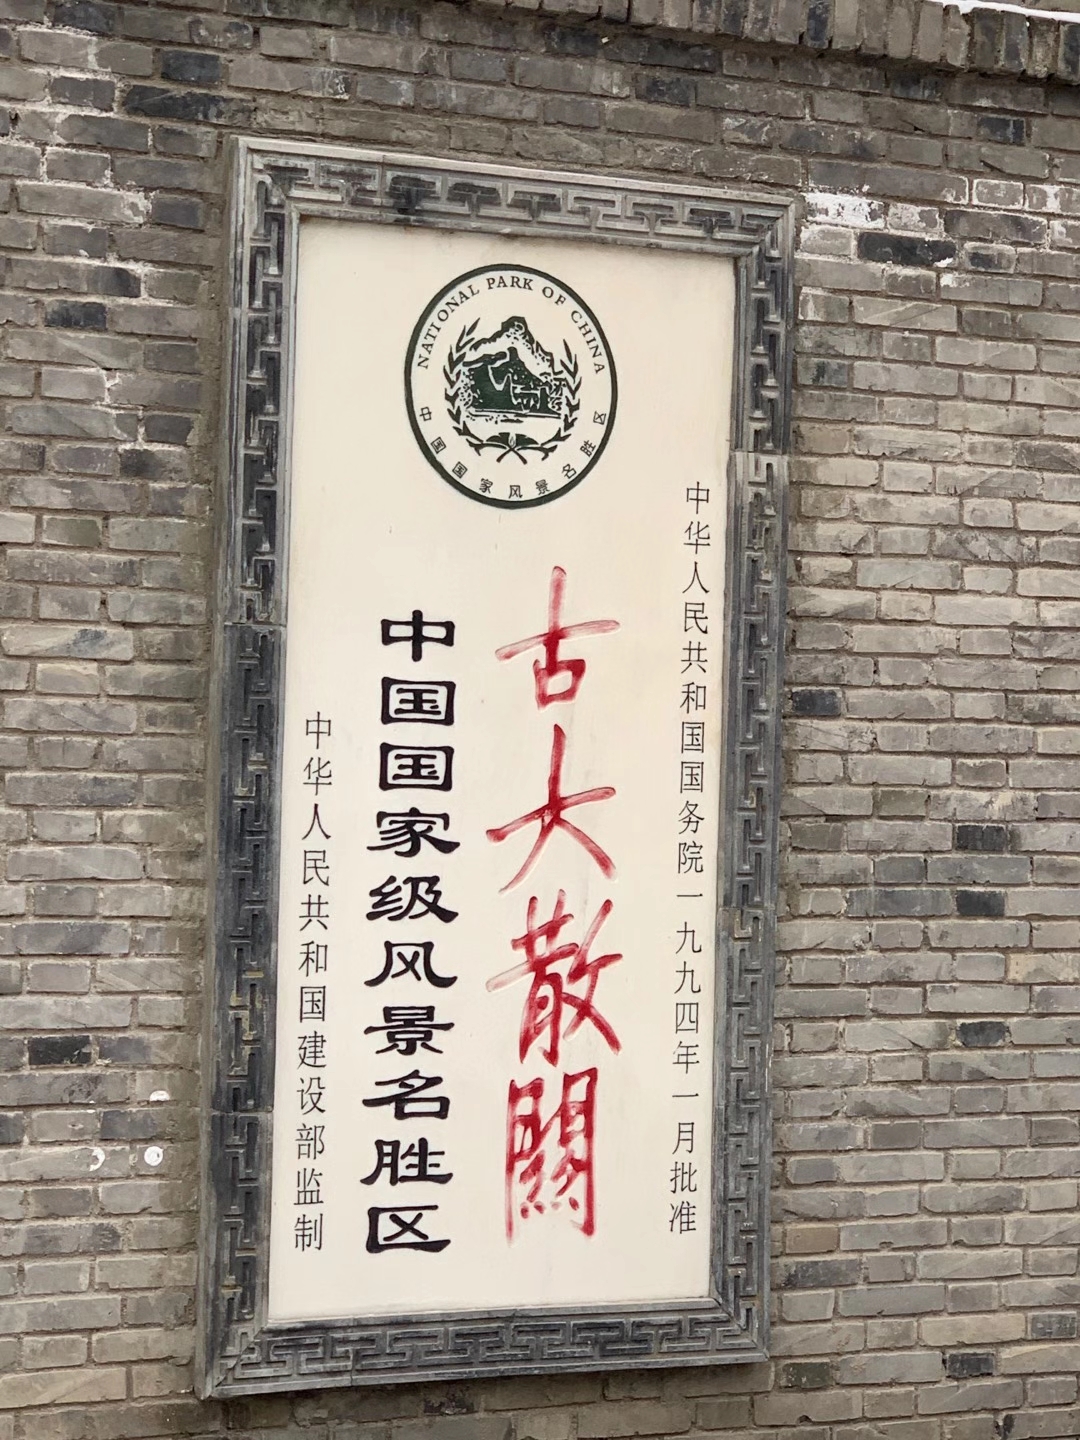 NATIONAL PARK OF CHINA
中国国家风景名胜区
中华人民共和国国务院一九九四年一月批准
古大散關
中国国家级风景名胜区
中华人民共和国建设部监制